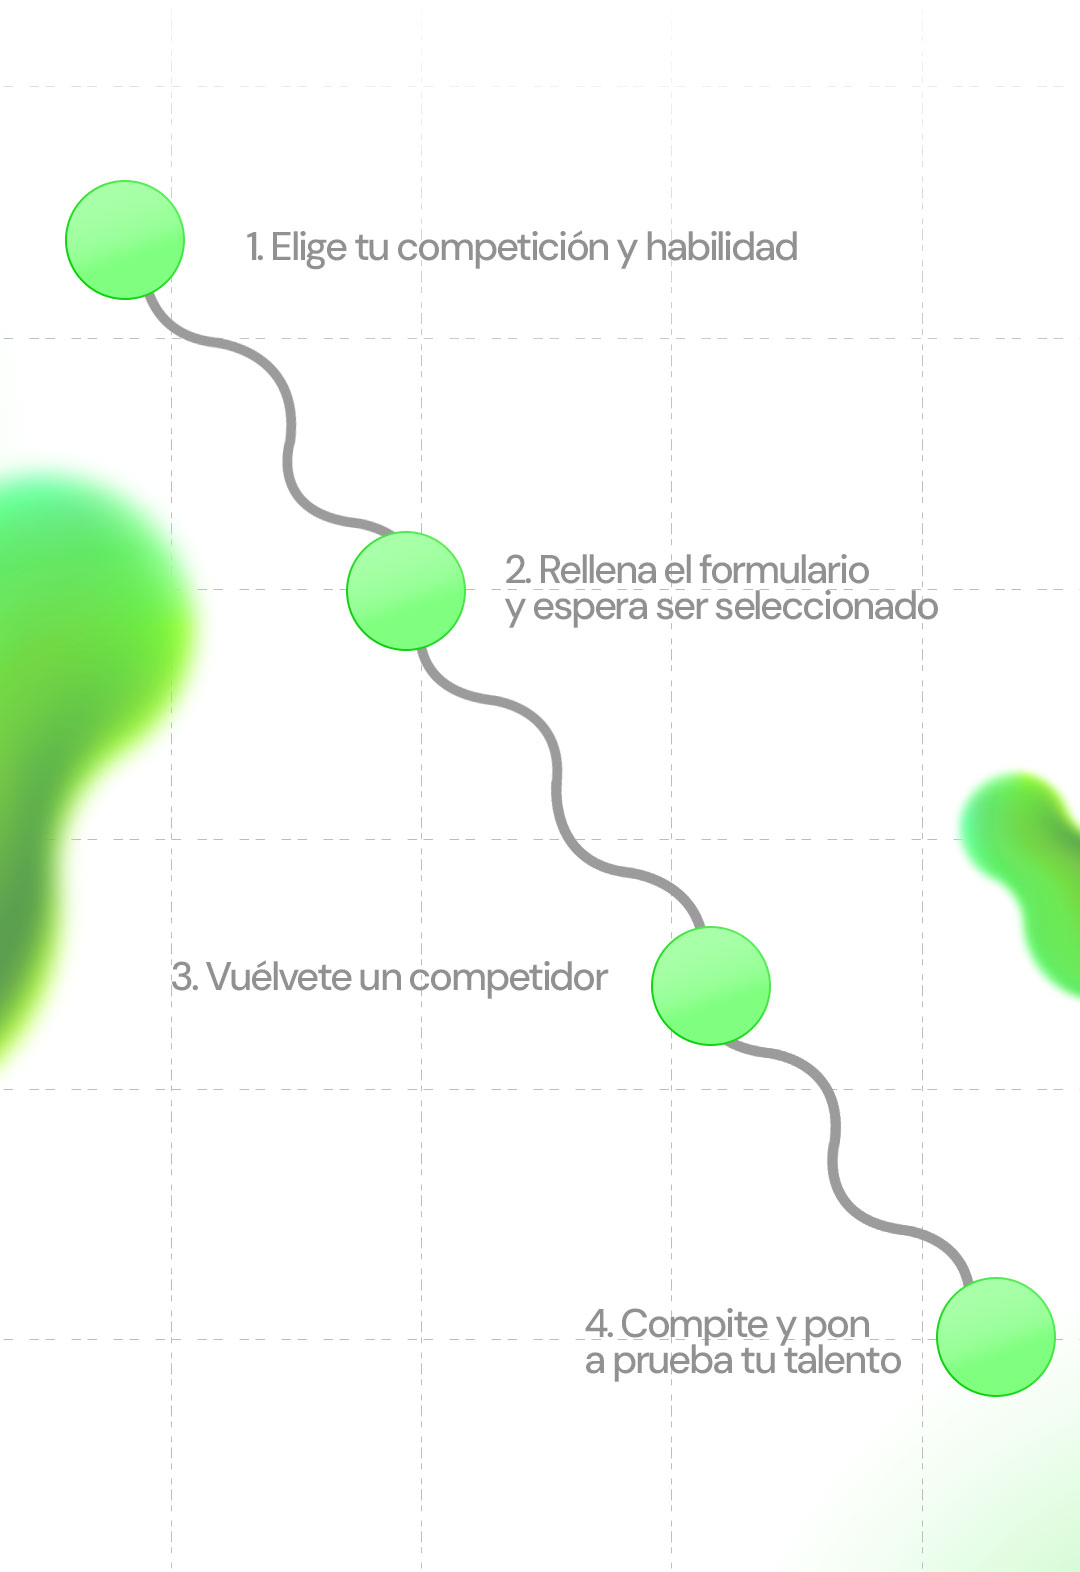 1. Elige tu competición y habilidad
2. Rellena el formulario
y espera ser seleccionado
3. Vuélvete un competidor
4. Compite y pon
a prueba tu talento